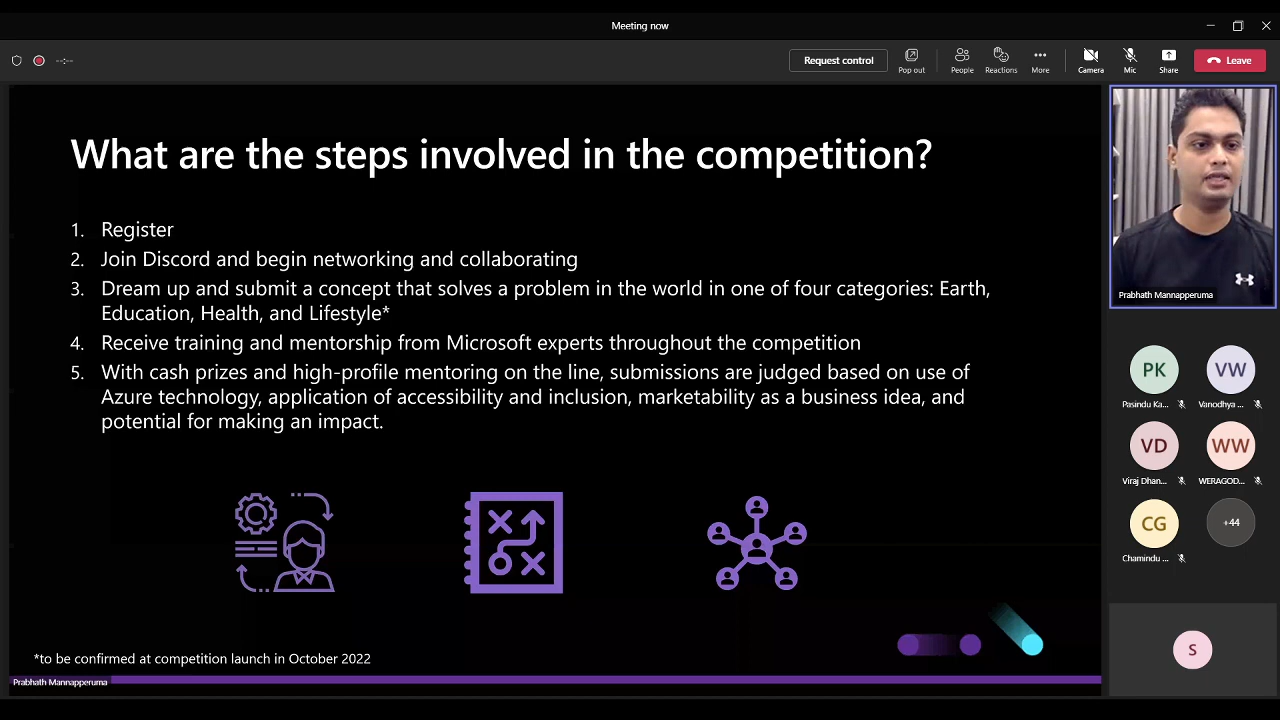 Meeting now
--:--
Request control
Pop out
People
Reactions
More
Camera
Mic
Share
Leave
What are the steps involved in the competition?
1. Register
2. Join Discord and begin networking and collaborating
3. Dream up and submit a concept that solves a problem in the world in one of four categories: Earth,
Education, Health, and Lifestyle*
4. Receive training and mentorship from Microsoft experts throughout the competition
5. With cash prizes and high-profile mentoring on the line, submissions are judged based on use of
Azure technology, application of accessibility and inclusion, marketability as a business idea, and
potential for making an impact.
*to be confirmed at competition launch in October 2022
Prabhath Mannapperuma
Prabhath Mannapperuma
PK
VW
Pasindu Ka...
Vanodhya ...
VD
WW
Viraj Dhan...
WERAGOD...
CG
+44
Chamindu ...
S